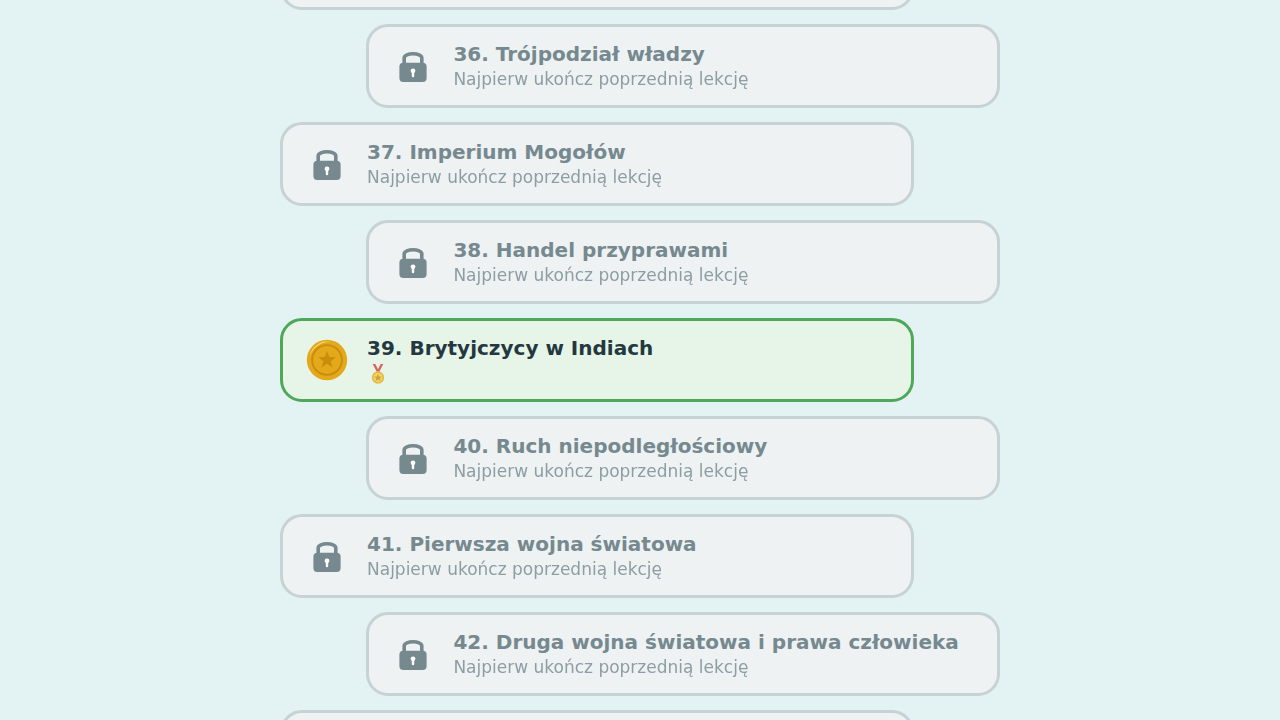 36. Trójpodział władzy
Najpierw ukończ poprzednią lekcję
37. Imperium Mogołów
Najpierw ukończ poprzednią lekcję
38. Handel przyprawami
Najpierw ukończ poprzednią lekcję
39. Brytyjczycy w Indiach
40. Ruch niepodległościowy
Najpierw ukończ poprzednią lekcję
41. Pierwsza wojna światowa
Najpierw ukończ poprzednią lekcję
42. Druga wojna światowa i prawa człowieka
Najpierw ukończ poprzednią lekcję